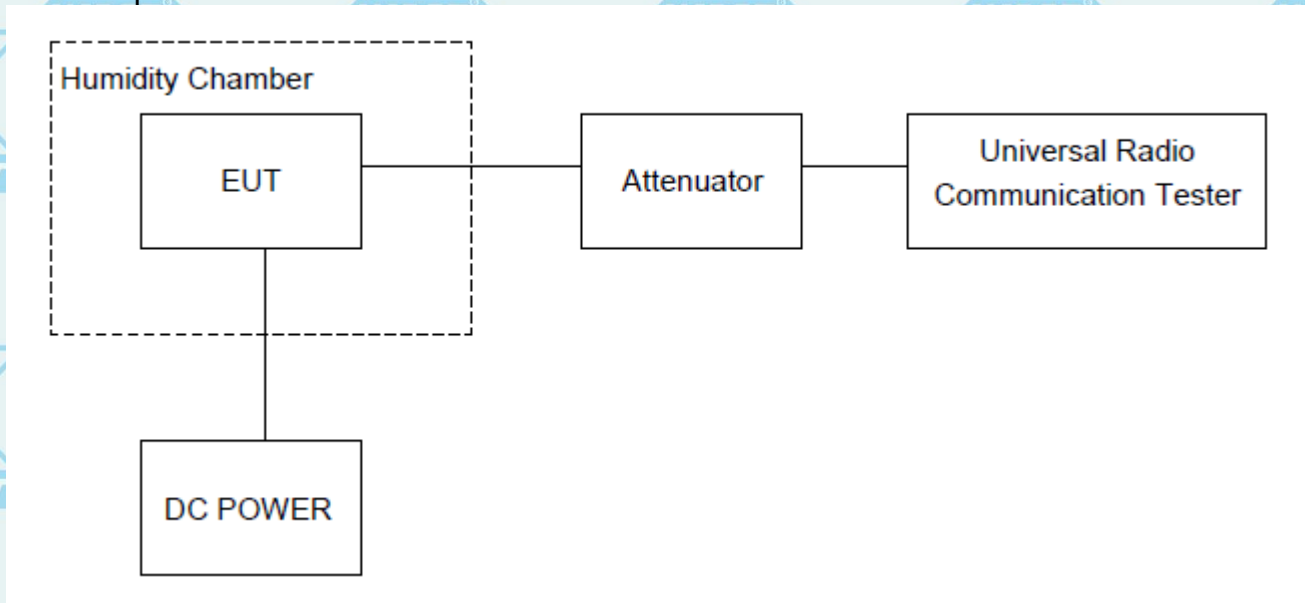 Humidity Chamber
EUT
Attenuator
Universal Radio
Communication Tester
DC POWER